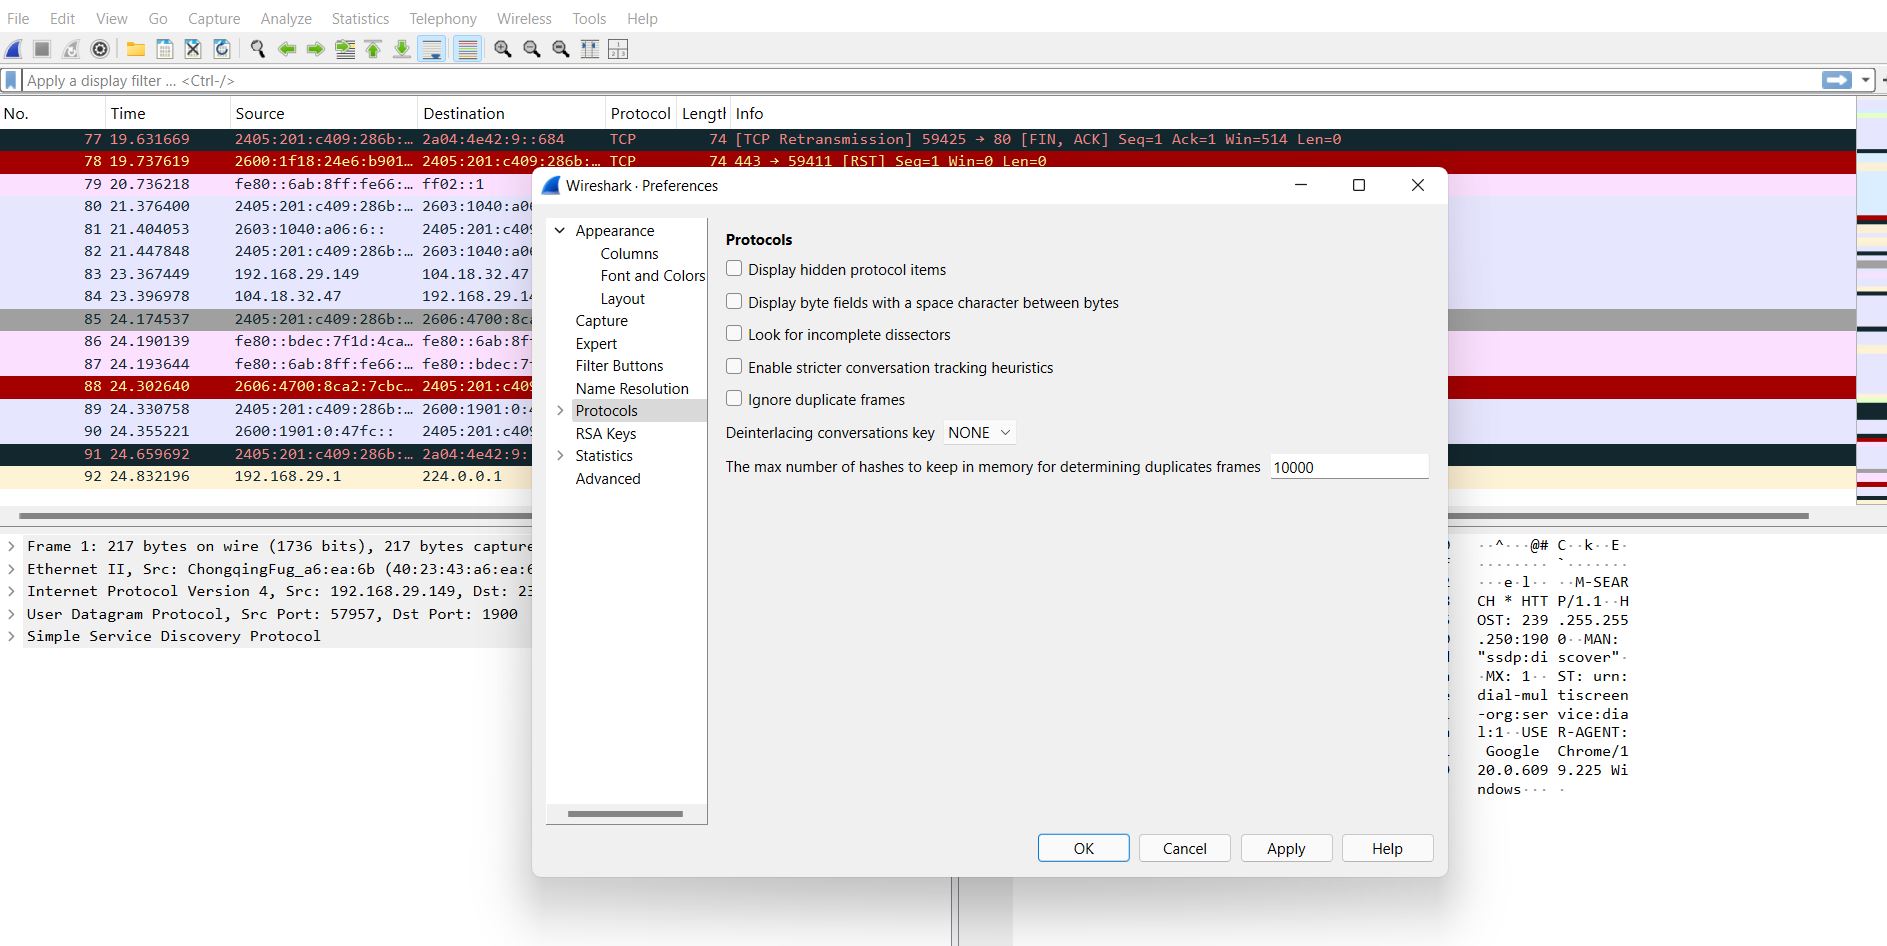 File Edit View Go Capture Analyze Statistics Telephony Wireless Tools Help
Apply a display filter ... <Ctrl-/>
No. Time Source Destination Protocol Length Info
77 19.631669 2405:201:c409:286b:… 2a04:4e42:9::684 TCP 74 [TCP Retransmission] 59425 → 80 [FIN, ACK] Seq=1 Ack=1 Win=514 Len=0
78 19.737619 2600:1f18:24e6:b901… 2405:201:c409:286b:… TCP 74 443 → 59411 [RST] Seq=1 Win=0 Len=0
79 20.736218 fe80::6ab:8ff:fe66:… ff02::1
80 21.376400 2405:201:c409:286b:… 2603:1040:a06
81 21.404053 2603:1040:a06:6:: 2405:201:c409
82 21.447848 2405:201:c409:286b:… 2603:1040:a06
83 23.367449 192.168.29.149 104.18.32.47
84 23.396978 104.18.32.47 192.168.29.14
85 24.174537 2405:201:c409:286b:… 2606:4700:8ca
86 24.190139 fe80::bdec:7f1d:4ca… fe80::6ab:8ff
87 24.193644 fe80::6ab:8ff:fe66:… fe80::bdec:7f
88 24.302640 2606:4700:8ca2:7cbc… 2405:201:c409
89 24.330758 2405:201:c409:286b:… 2600:1901:0:4
90 24.355221 2600:1901:0:47fc:: 2405:201:c409
91 24.659692 2405:201:c409:286b:… 2a04:4e42:9:
92 24.832196 192.168.29.1 224.0.0.1
Wireshark · Preferences
Appearance
Columns
Font and Colors
Layout
Capture
Expert
Filter Buttons
Name Resolution
Protocols
RSA Keys
Statistics
Advanced
Protocols
Display hidden protocol items
Display byte fields with a space character between bytes
Look for incomplete dissectors
Enable stricter conversation tracking heuristics
Ignore duplicate frames
Deinterlacing conversations key NONE
The max number of hashes to keep in memory for determining duplicates frames 10000
OK Cancel Apply Help
Frame 1: 217 bytes on wire (1736 bits), 217 bytes capture
Ethernet II, Src: ChongqingFug_a6:ea:6b (40:23:43:a6:ea:6
Internet Protocol Version 4, Src: 192.168.29.149, Dst: 23
User Datagram Protocol, Src Port: 57957, Dst Port: 1900
Simple Service Discovery Protocol
··^···@# C··k··E·
········ `·······
···e·l·· ··M-SEAR
CH * HTT P/1.1··H
OST: 239 .255.255
.250:190 0··MAN:
"ssdp:di scover"·
·MX: 1·· ST: urn:
dial-mul tiscreen
-org:ser vice:dia
l:1··USE R-AGENT:
Google Chrome/1
20.0.609 9.225 Wi
ndows··· ·